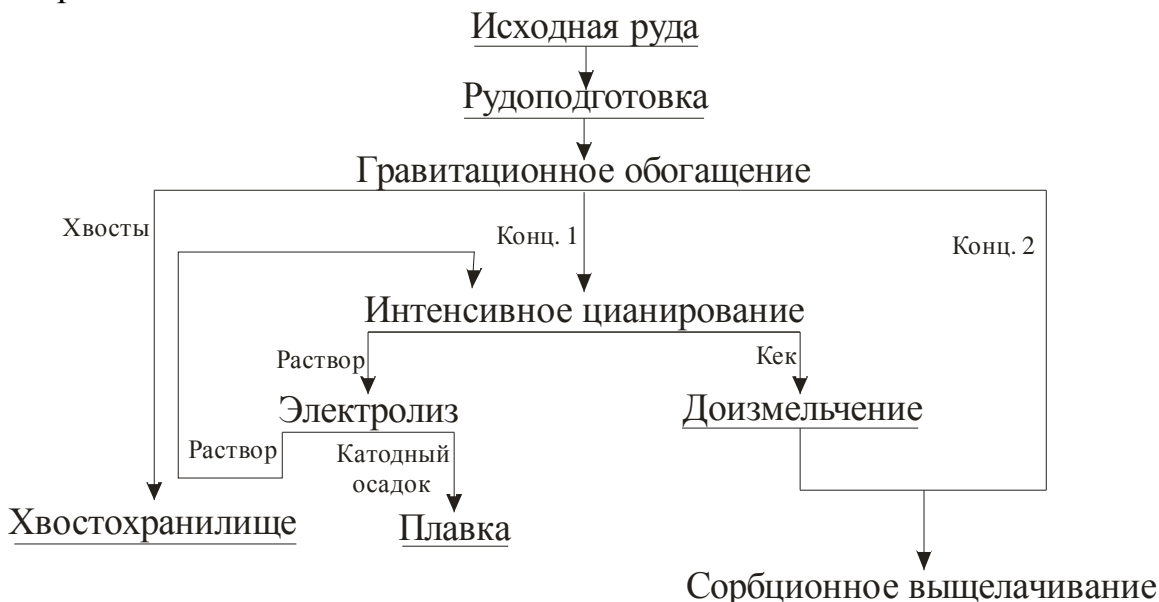 Исходная руда
Рудоподготовка
Гравитационное обогащение
Хвосты
Конц. 1
Конц. 2
Интенсивное цианирование
Раствор
Кек
Электролиз
Доизмельчение
Раствор
Катодный
осадок
Хвостохранилище
Плавка
Сорбционное выщелачивание